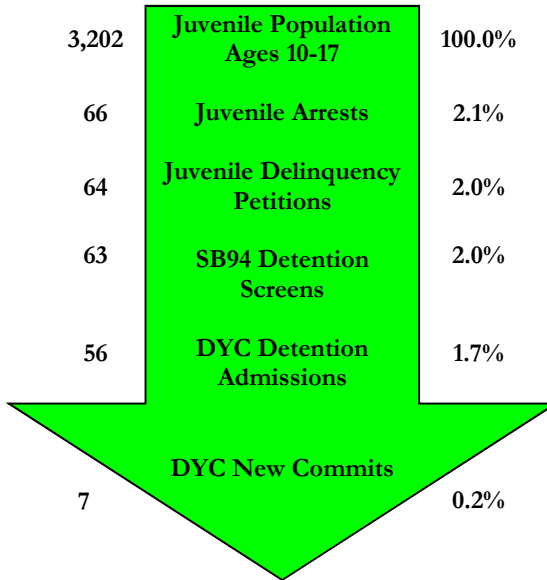 3,202 Juvenile Population 100.0%
Ages 10-17
66 Juvenile Arrests 2.1%
64 Juvenile Delinquency 2.0%
Petitions
63 SB94 Detention 2.0%
Screens
56 DYC Detention 1.7%
Admissions
DYC New Commits
7 0.2%